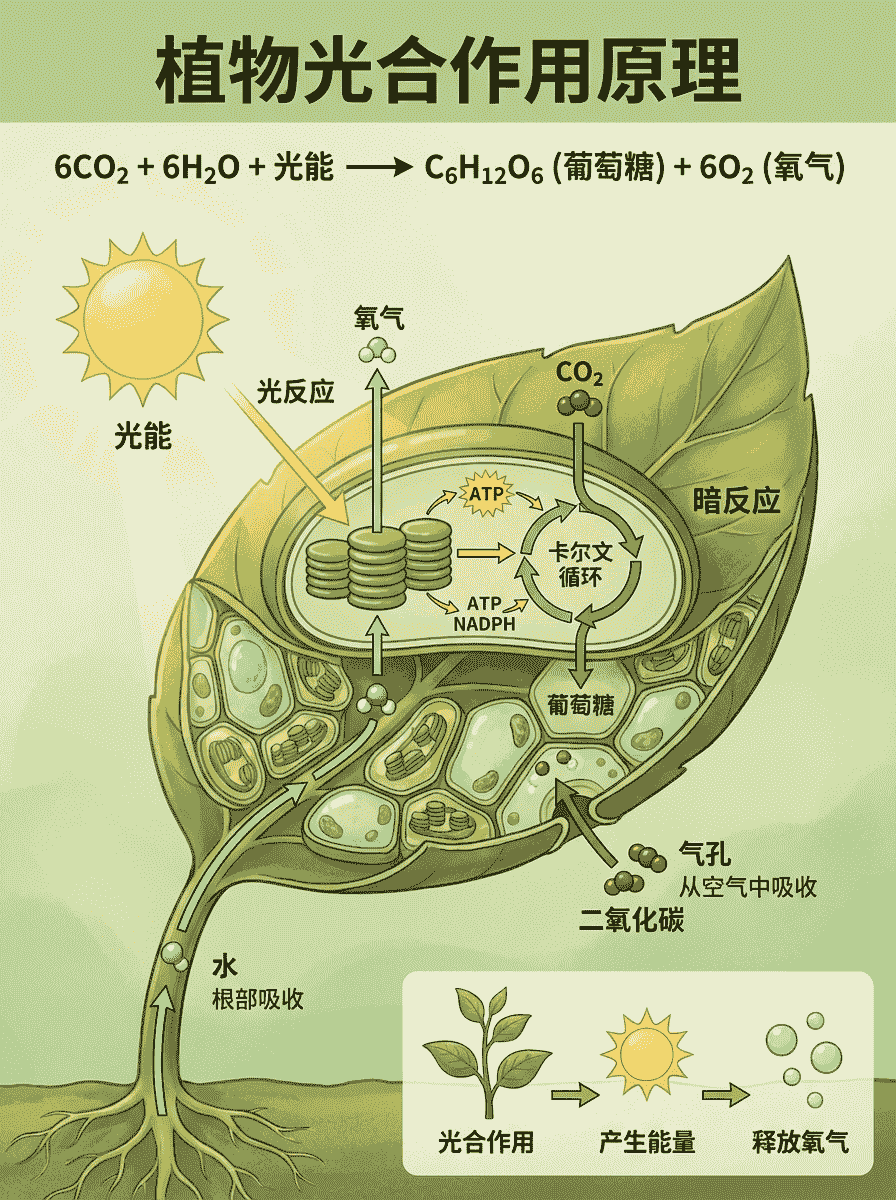 植物光合作用原理
6CO₂ + 6H₂O + 光能 ⟶ C₆H₁₂O₆ (葡萄糖) + 6O₂ (氧气)
氧气
光反应
光能
CO₂
暗反应
ATP
卡尔文
循环
ATP
NADPH
葡萄糖
气孔
从空气中吸收
二氧化碳
水
根部吸收
光合作用
产生能量
释放氧气